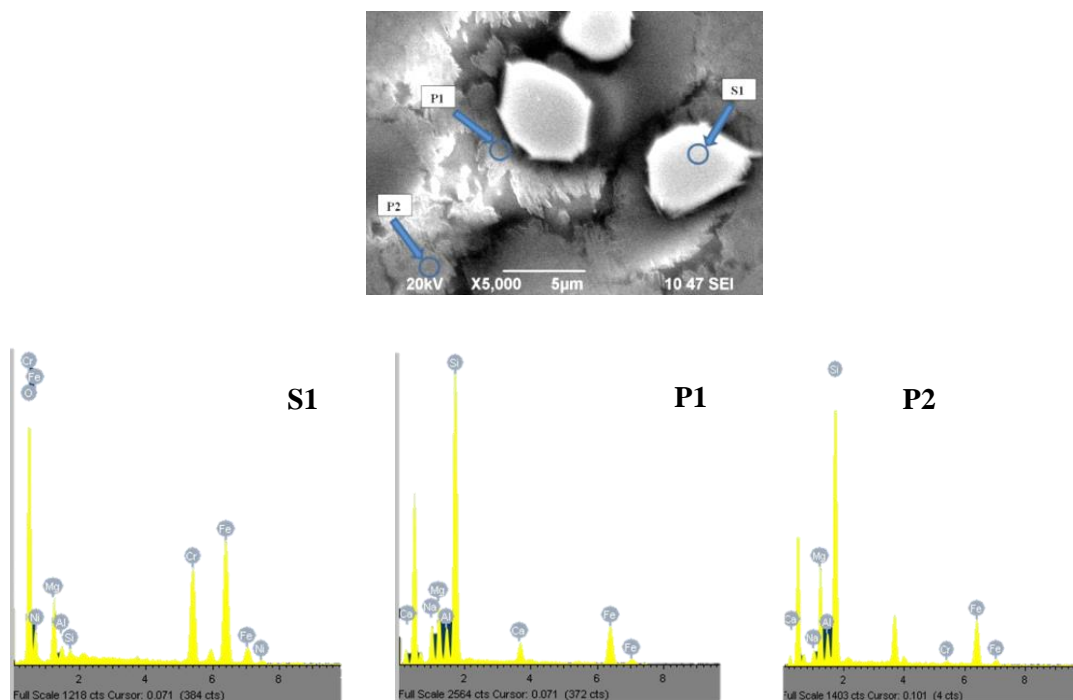 P1
S1
P2
20kV X5,000 5µm 10 47 SEI
S1
Cr
Fe
O
Cr
Fe
Mg
Ni
Al
Si
Fe
Ni
2 4 6 8
Full Scale 1218 cts Cursor: 0.071 (384 cts)
P1
Si
Ca
Na
Mg
Al
Ca
Fe
Fe
2 4 6 8
Full Scale 2564 cts Cursor: 0.071 (372 cts)
P2
Si
Mg
Ca
Na
Al
Cr
Fe
Fe
2 4 6 8
Full Scale 1403 cts Cursor: 0.101 (4 cts)